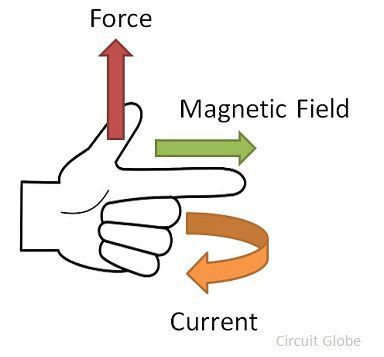 Force
Magnetic Field
Current
Circuit Globe